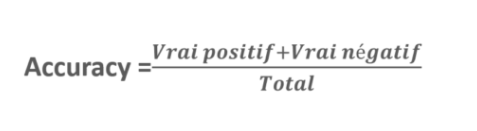 Accuracy = Vrai positif+Vrai négatif
Total